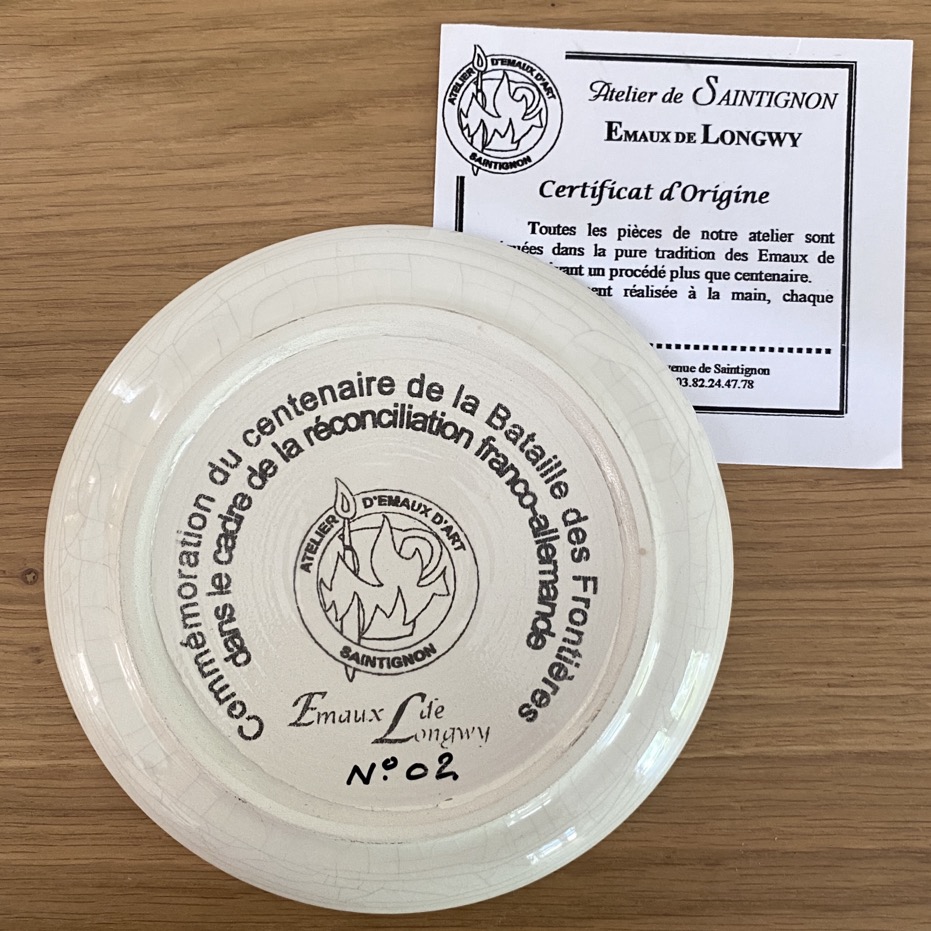 ATELIER D'EMAUX D'ART
SAINTIGNON
Atelier de SAINTIGNON
EMAUX DE LONGWY
Certificat d'Origine
Toutes les pièces de notre atelier sont
dans la pure tradition des Emaux de
un procédé plus que centenaire.
réalisée à la main, chaque
de Saintignon
03.82.24.47.78
Commémoration du centenaire de la Bataille des Frontières
dans le cadre de la réconciliation franco-allemande
ATELIER D'EMAUX D'ART
SAINTIGNON
Emaux de
Longwy
N° 02